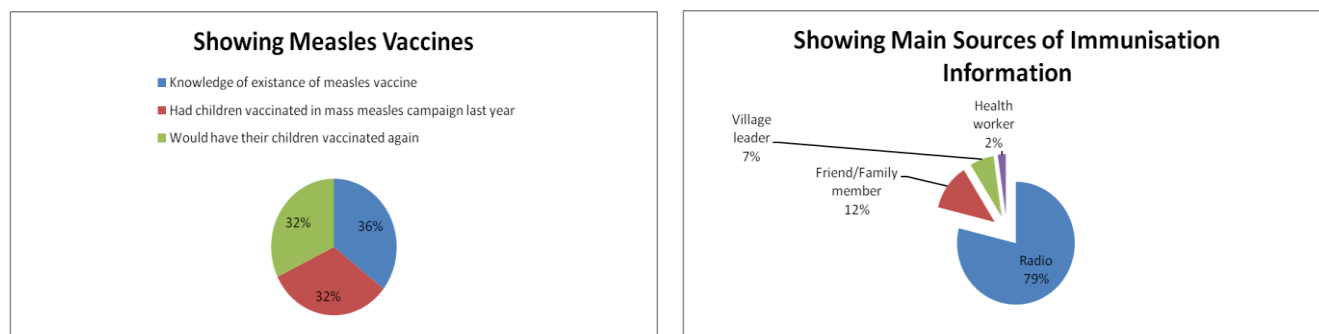 Showing Measles Vaccines
Knowledge of existance of measles vaccine
Had children vaccinated in mass measles campaign last year
Would have their children vaccinated again
32%
36%
32%
Showing Main Sources of Immunisation
Information
Village
leader
7%
Health
worker
2%
Friend/Family
member
12%
Radio
79%